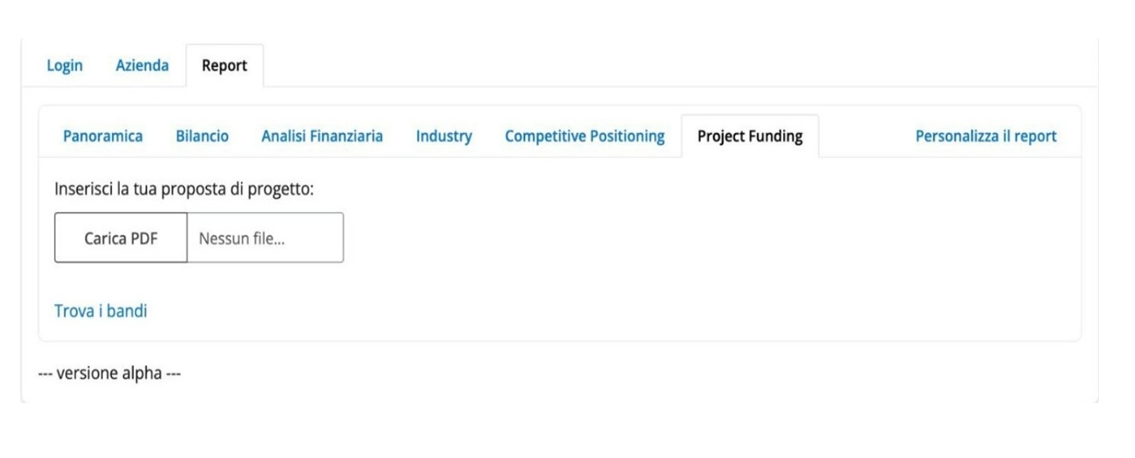 Login Azienda Report
Panoramica Bilancio Analisi Finanziaria Industry Competitive Positioning Project Funding Personalizza il report
Inserisci la tua proposta di progetto:
Carica PDF Nessun file...
Trova i bandi
--- versione alpha ---